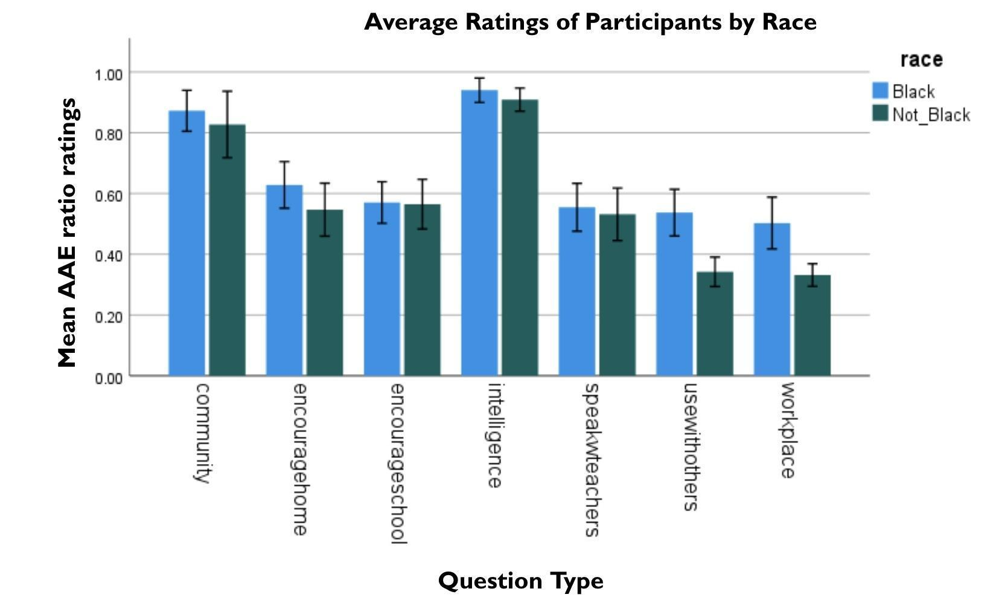 Average Ratings of Participants by Race
race
Black
Not_Black
Mean AAE ratio ratings
1.00
0.80
0.60
0.40
0.20
0.00
community
encouragehome
encourageschool
intelligence
speakwteachers
usewithothers
workplace
Question Type